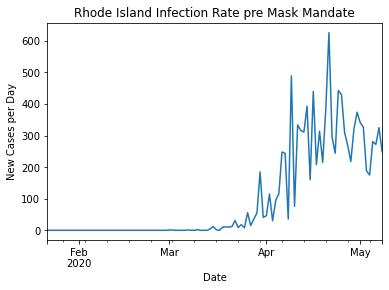 Rhode Island Infection Rate pre Mask Mandate
New Cases per Day
600
500
400
300
200
100
0
Feb
2020
Mar
Apr
May
Date